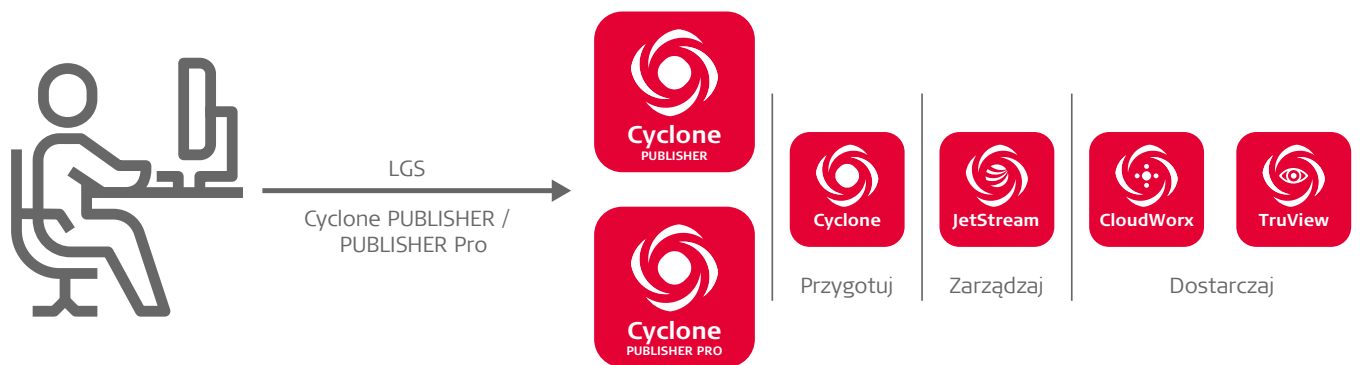 LGS
Cyclone PUBLISHER /
PUBLISHER Pro
Cyclone
PUBLISHER
Cyclone
PUBLISHER PRO
Cyclone
Przygotuj
JetStream
Zarządzaj
CloudWorx
TruView
Dostarczaj